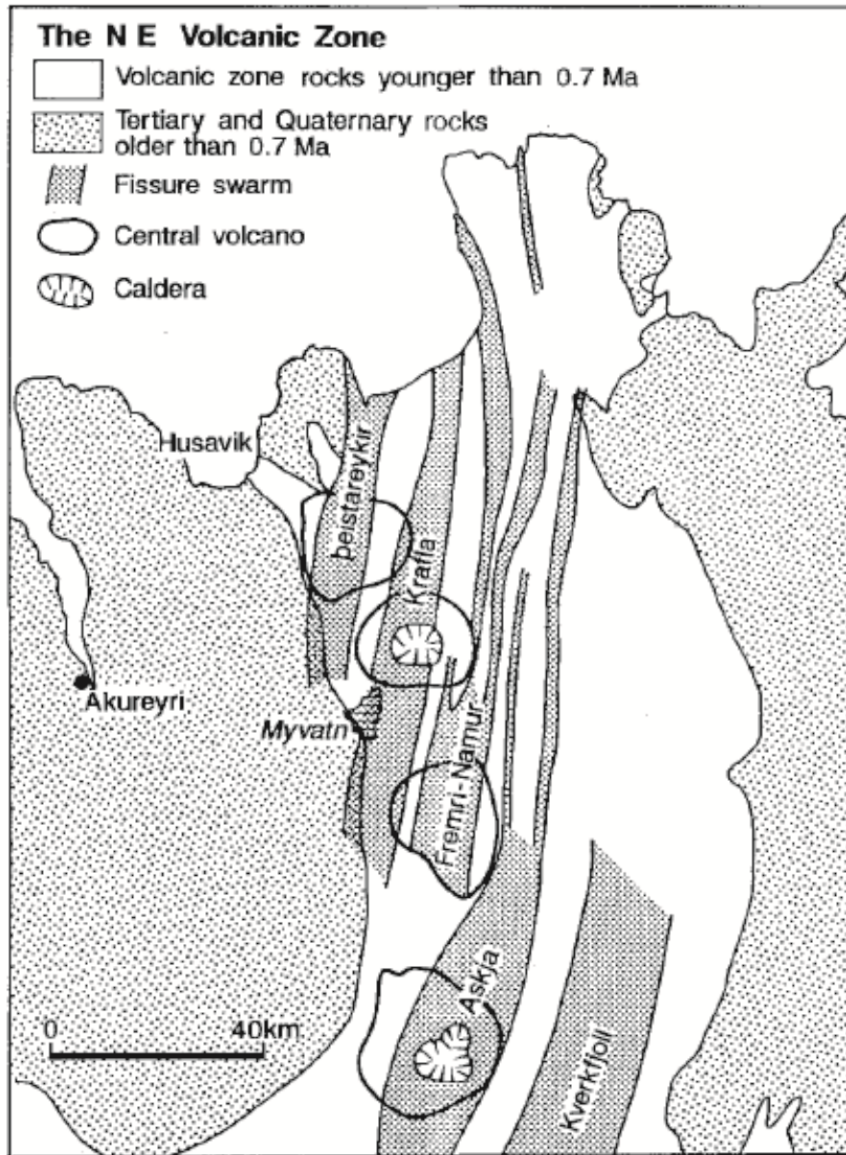 The N E Volcanic Zone
Volcanic zone rocks younger than 0.7 Ma
Tertiary and Quaternary rocks
older than 0.7 Ma
Fissure swarm
Central volcano
Caldera
Husavik
þeistareykir
Krafla
Akureyri
Myvatn
Fremri-Namur
Askja
0 40km
Kverkfjoll